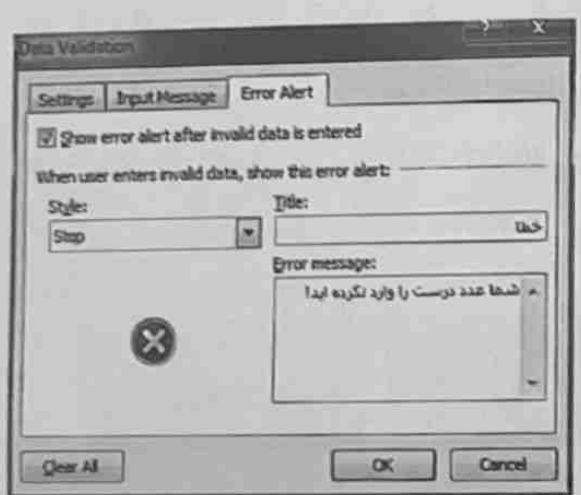 Data Validation
? X
Settings
Input Message
Error Alert
Show error alert after invalid data is entered
When user enters invalid data, show this error alert:
Style:
Stop
Title:
خطا
Error message:
شما عدد درست را وارد نکرده اید!
Clear All
OK
Cancel